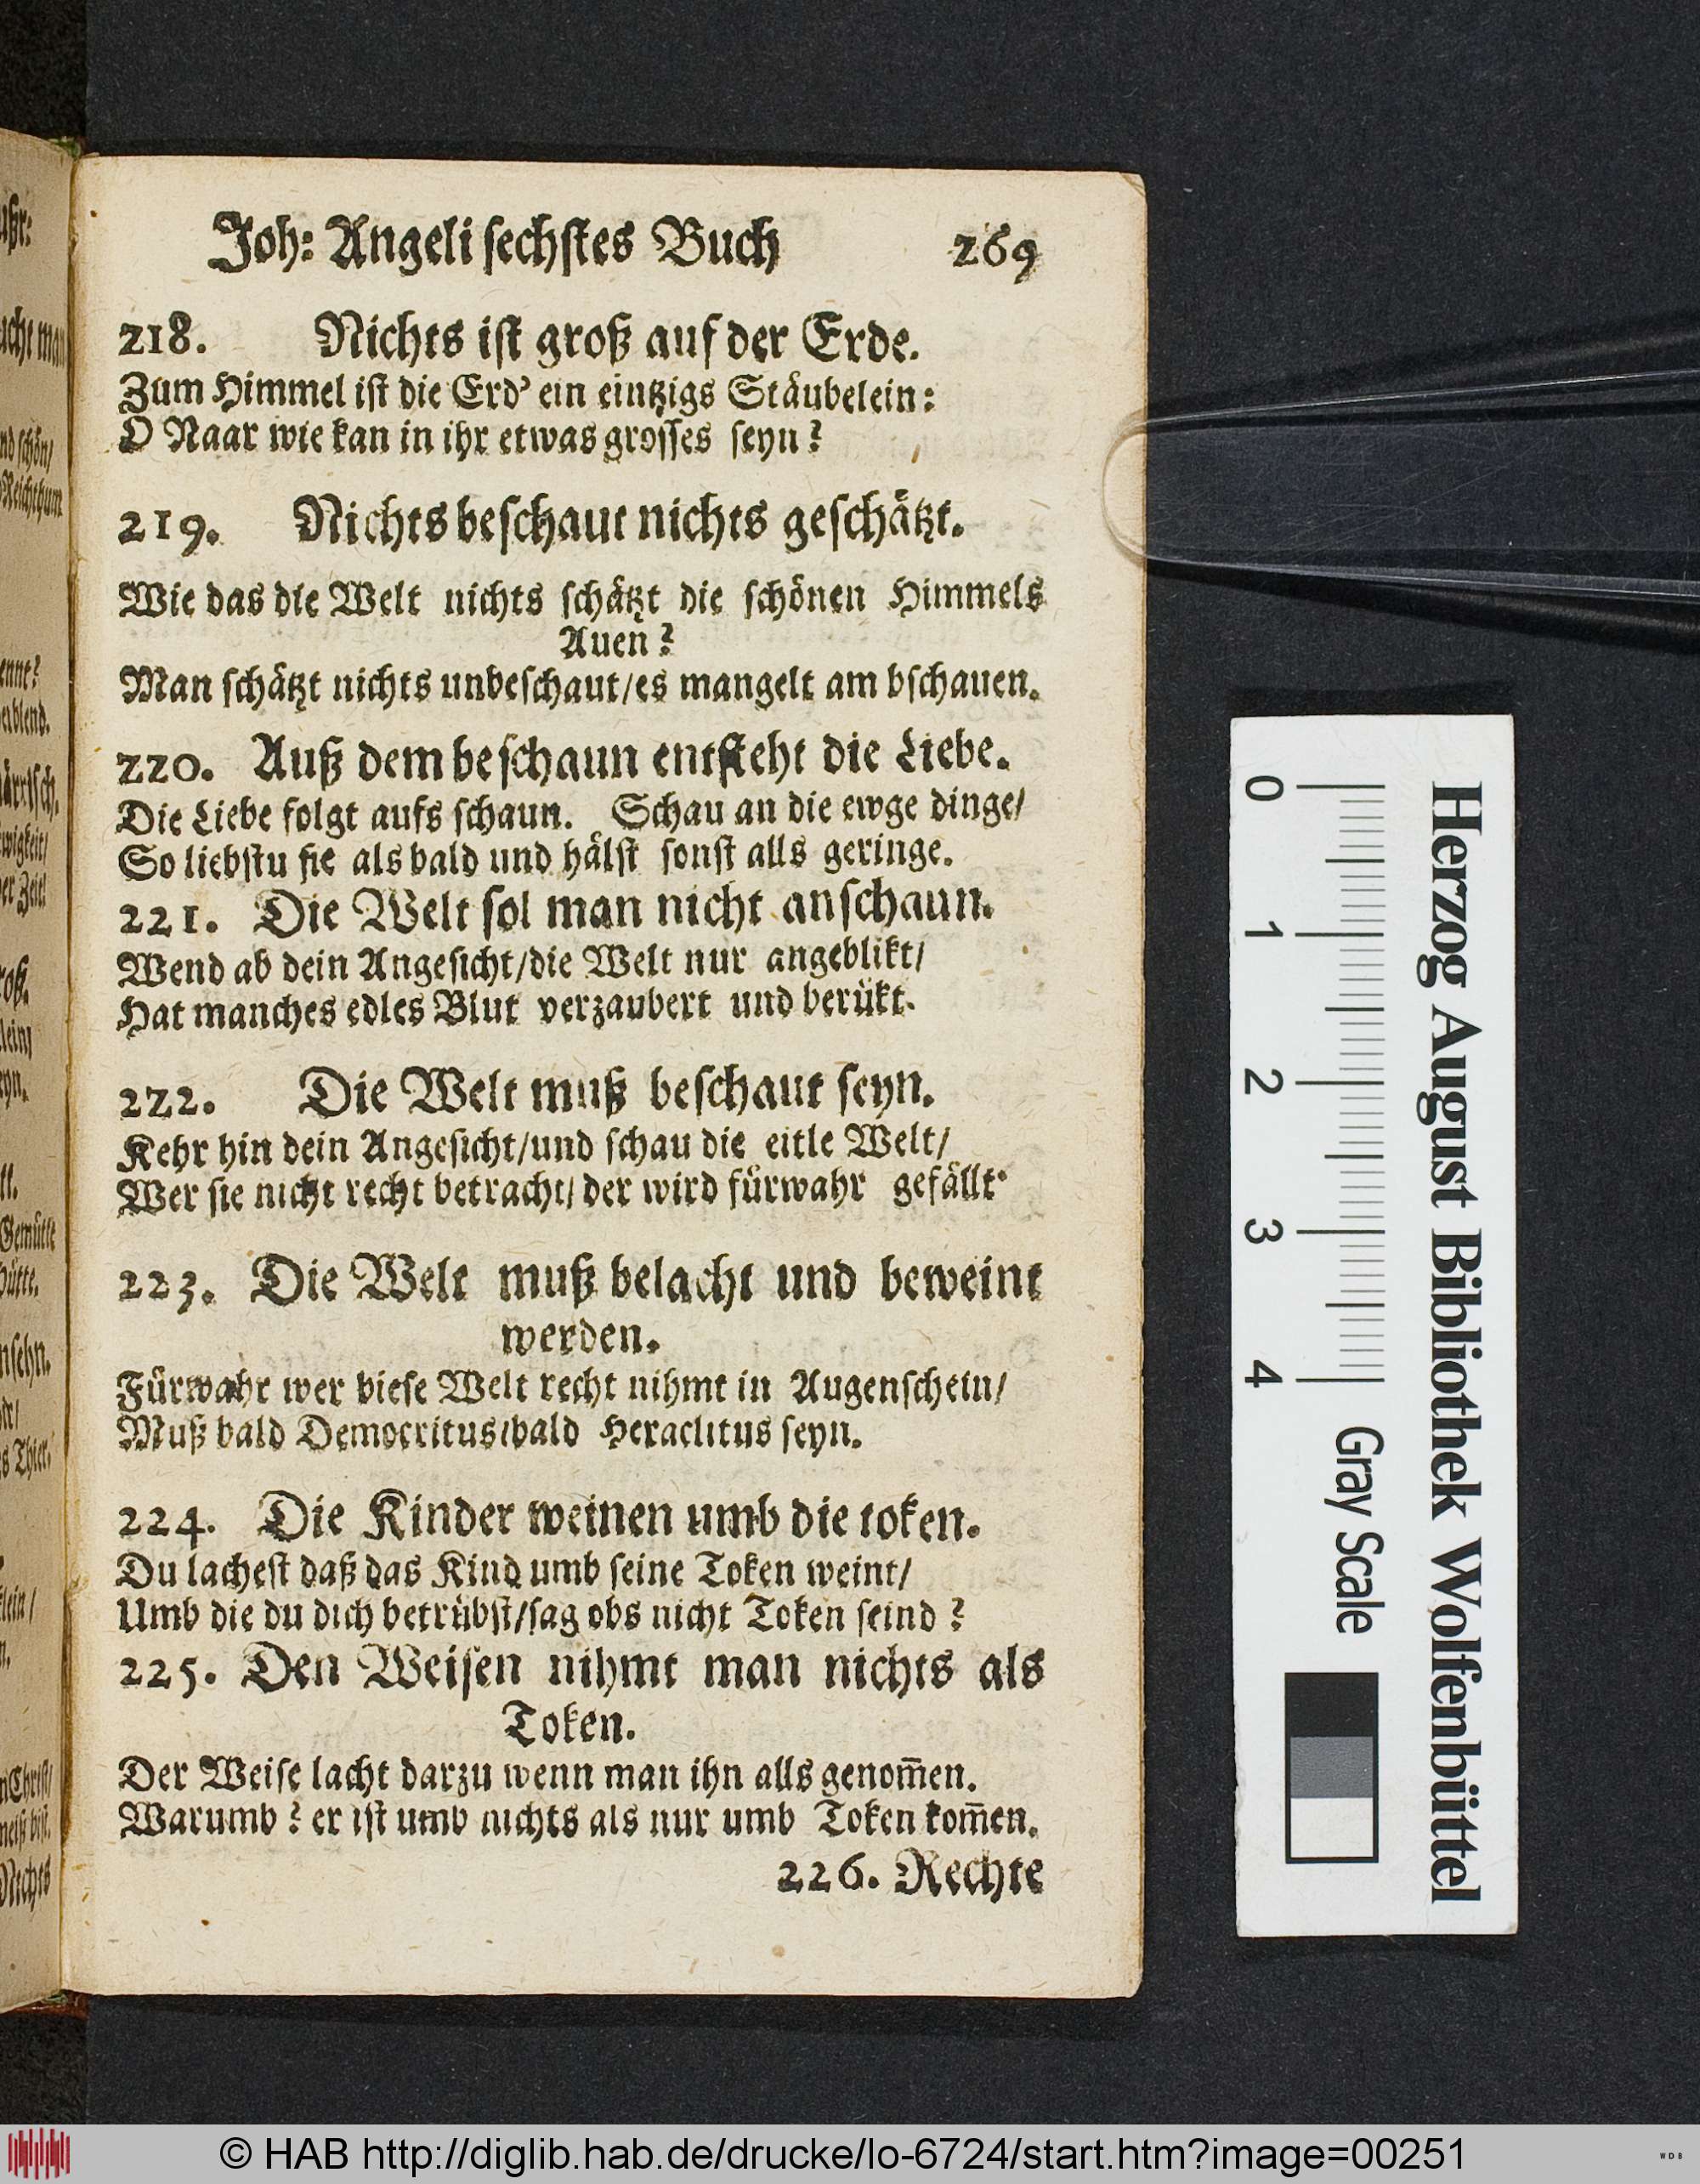 Joh: Angeli sechstes Buch 269
218. Nichts ist groß auf der Erde.
Zum Himmel ist die Erd' ein eintzigs Stäubelein:
O Naar wie kan in ihr etwas grosses seyn?
219. Nichts beschaut nichts geschätzt.
Wie das die Welt nichts schätzt die schönen Himmels
Auen?
Man schätzt nichts unbeschaut/es mangelt am bschauen.
220. Auß dem beschaun entsteht die Liebe.
Die Liebe folgt aufs schaun. Schau an die ewge dinge/
So liebstu sie als bald und hälst sonst alls geringe.
221. Die Welt sol man nicht anschaun.
Wend ab dein Angesicht/die Welt nur angeblikt/
Hat manches edles Blut verzaubert und berükt.
222. Die Welt muß beschaut seyn.
Kehr hin dein Angesicht/und schau die eitle Welt/
Wer sie nicht recht betracht/der wird fürwahr gefällt.
223. Die Welt muß belacht und beweint
werden.
Fürwahr wer diese Welt recht nihmt in Augenschein/
Muß bald Democritus/bald Heraclitus seyn.
224. Die Kinder weinen umb die token.
Du lachest daß das Kind umb seine Token weint/
Umb die du dich betrübst/sag obs nicht Token seind?
225. Den Weisen nihmt man nichts als
Token.
Der Weise lacht darzu wenn man ihn alls genom̅en.
Warumb? er ist umb nichts als nur umb Token kom̅en.
226. Rechte
Herzog August Bibliothek Wolfenbüttel
0 1 2 3 4 Gray Scale
© HAB http://diglib.hab.de/drucke/lo-6724/start.htm?image=00251